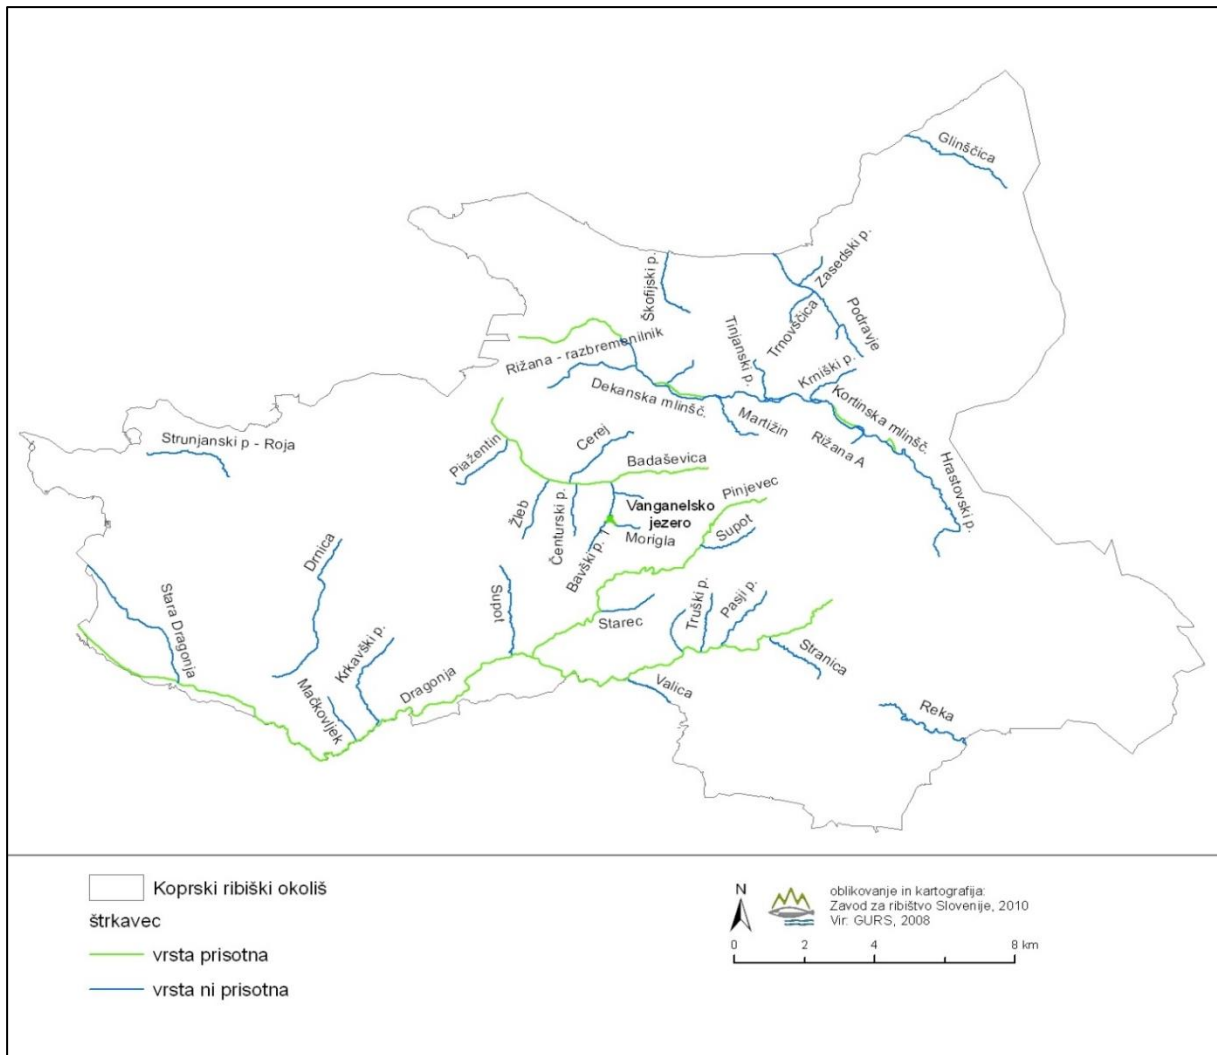 Glinščica
Zasedski p.
Škofijski p.
Podravje
Trnovščica
Tinjanski p.
Rižana - razbremenilnik
Krniški p.
Dekanska mlinšč.
Kortinska mlinšč.
Martižin
Rižana A
Strunjanski p - Roja
Cerej
Piažentin
Badaševica
Hrastovski p.
Pinjevec
Žleb
Čenturski p.
Vanganelsko
jezero
Supot
Morigla
Bavški p. 1
Drnica
Stara Dragonja
Supot
Starec
Truški p.
Pasji p.
Krkavški p.
Stranica
Dragonja
Valica
Mačkovljek
Reka
Koprski ribiški okoliš
štrkavec
vrsta prisotna
vrsta ni prisotna
N
oblikovanje in kartografija:
Zavod za ribištvo Slovenije, 2010
Vir: GURS, 2008
0 2 4 8 km